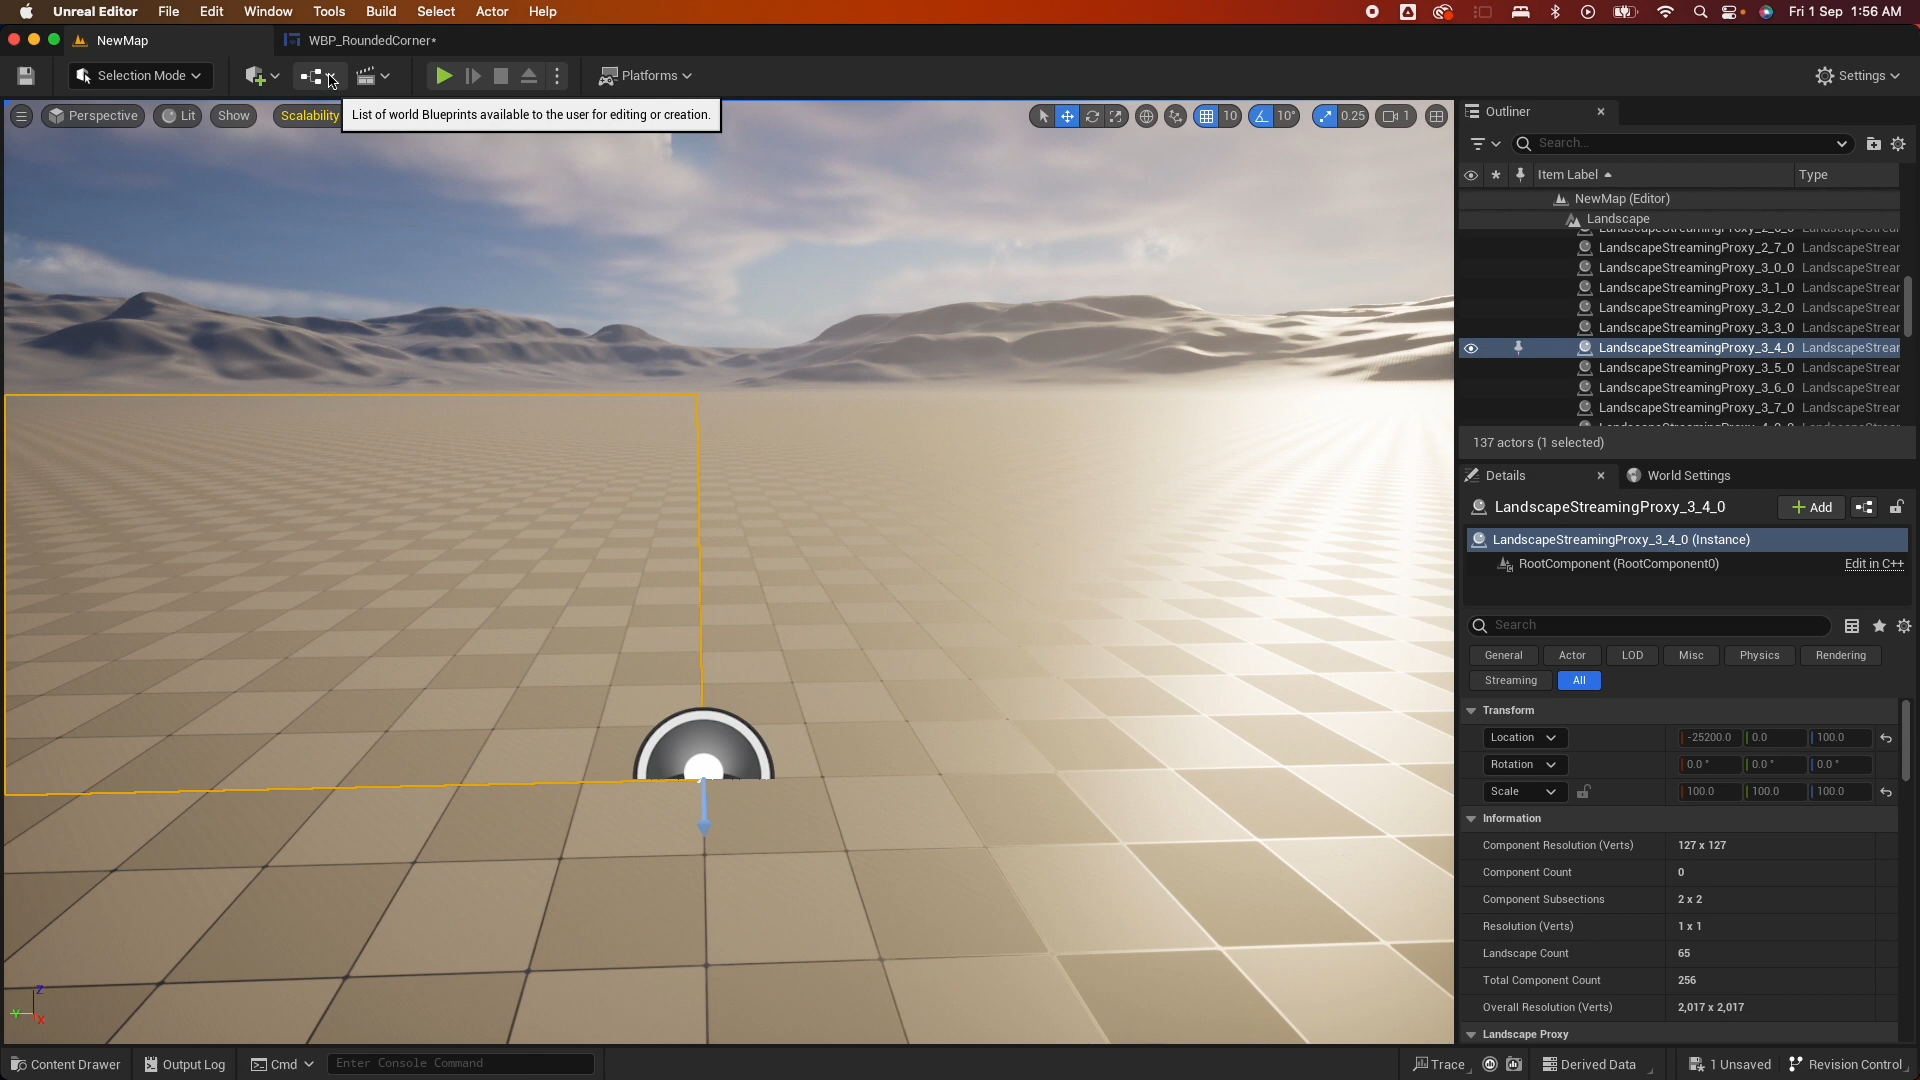 Unreal Editor File Edit Window Tools Build Select Actor Help Fri 1 Sep 1:56 AM
NewMap WBP_RoundedCorner*
Selection Mode Platforms Settings
Perspective Lit Show Scalability
List of world Blueprints available to the user for editing or creation.
10 10° 0.25 1
Outliner
Search...
Item Label Type
NewMap (Editor)
Landscape
LandscapeStreamingProxy_2_7_0 LandscapeStrear
LandscapeStreamingProxy_3_0_0 LandscapeStrear
LandscapeStreamingProxy_3_1_0 LandscapeStrear
LandscapeStreamingProxy_3_2_0 LandscapeStrear
LandscapeStreamingProxy_3_3_0 LandscapeStrear
LandscapeStreamingProxy_3_4_0 LandscapeStrear
LandscapeStreamingProxy_3_5_0 LandscapeStrear
LandscapeStreamingProxy_3_6_0 LandscapeStrear
LandscapeStreamingProxy_3_7_0 LandscapeStrear
137 actors (1 selected)
Details World Settings
LandscapeStreamingProxy_3_4_0 Add
LandscapeStreamingProxy_3_4_0 (Instance)
RootComponent (RootComponent0) Edit in C++
Search
General Actor LOD Misc Physics Rendering
Streaming All
Transform
Location -25200.0 0.0 100.0
Rotation 0.0 ° 0.0 ° 0.0 °
Scale 100.0 100.0 100.0
Information
Component Resolution (Verts) 127 x 127
Component Count 0
Component Subsections 2 x 2
Resolution (Verts) 1 x 1
Landscape Count 65
Total Component Count 256
Overall Resolution (Verts) 2,017 x 2,017
Landscape Proxy
Z
Y
X
Content Drawer Output Log Cmd Enter Console Command Trace Derived Data 1 Unsaved Revision Control